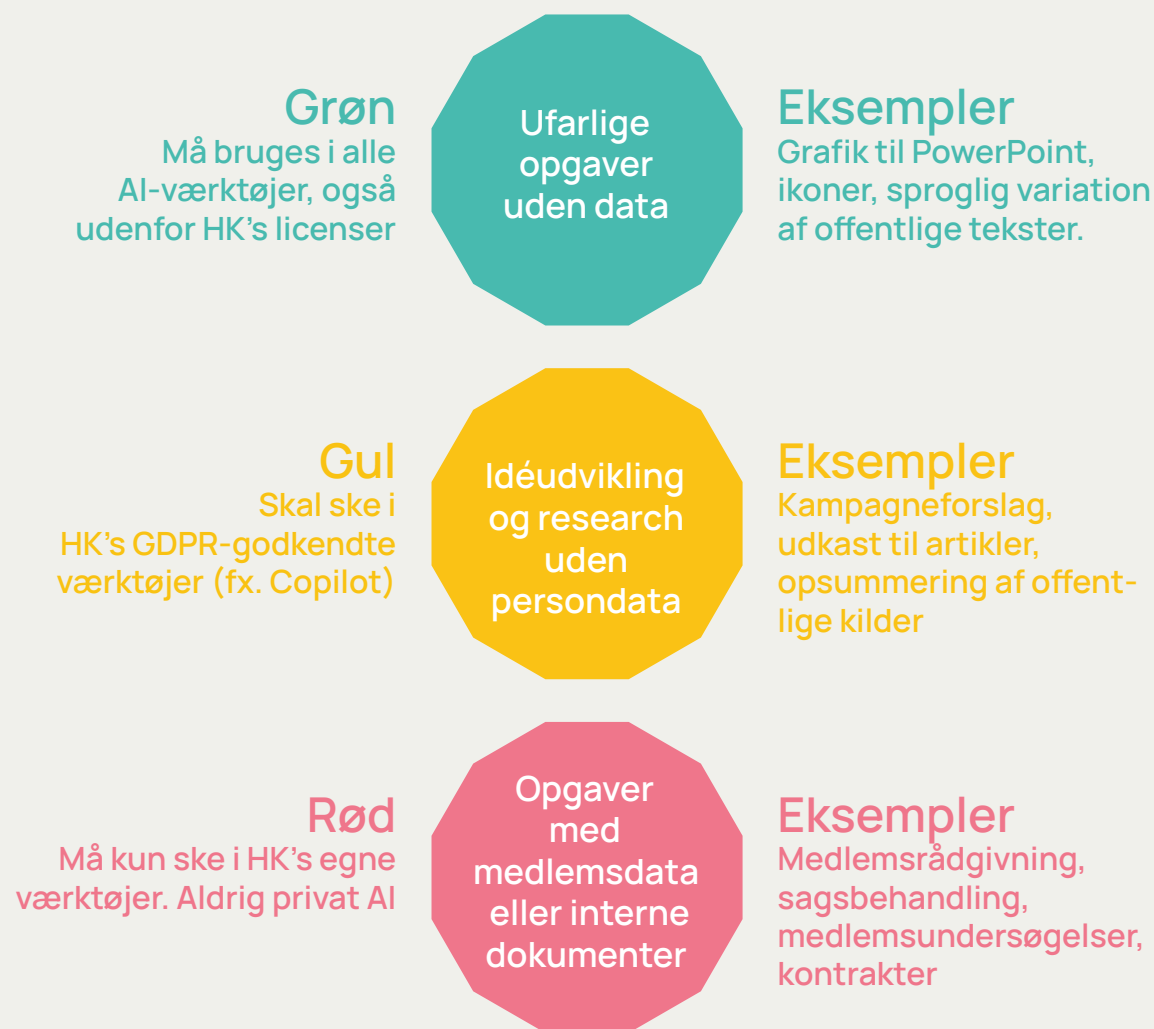 Grøn
Må bruges i alle
AI-værktøjer, også
udenfor HK's licenser
Ufarlige
opgaver
uden data
Eksempler
Grafik til PowerPoint,
ikoner, sproglig variation
af offentlige tekster.
Gul
Skal ske i
HK's GDPR-godkendte
værktøjer (fx. Copilot)
Idéudvikling
og research
uden
persondata
Eksempler
Kampagneforslag,
udkast til artikler,
opsummering af offent-
lige kilder
Rød
Må kun ske i HK's egne
værktøjer. Aldrig privat AI
Opgaver
med
medlemsdata
eller interne
dokumenter
Eksempler
Medlemsrådgivning,
sagsbehandling,
medlemsundersøgelser,
kontrakter